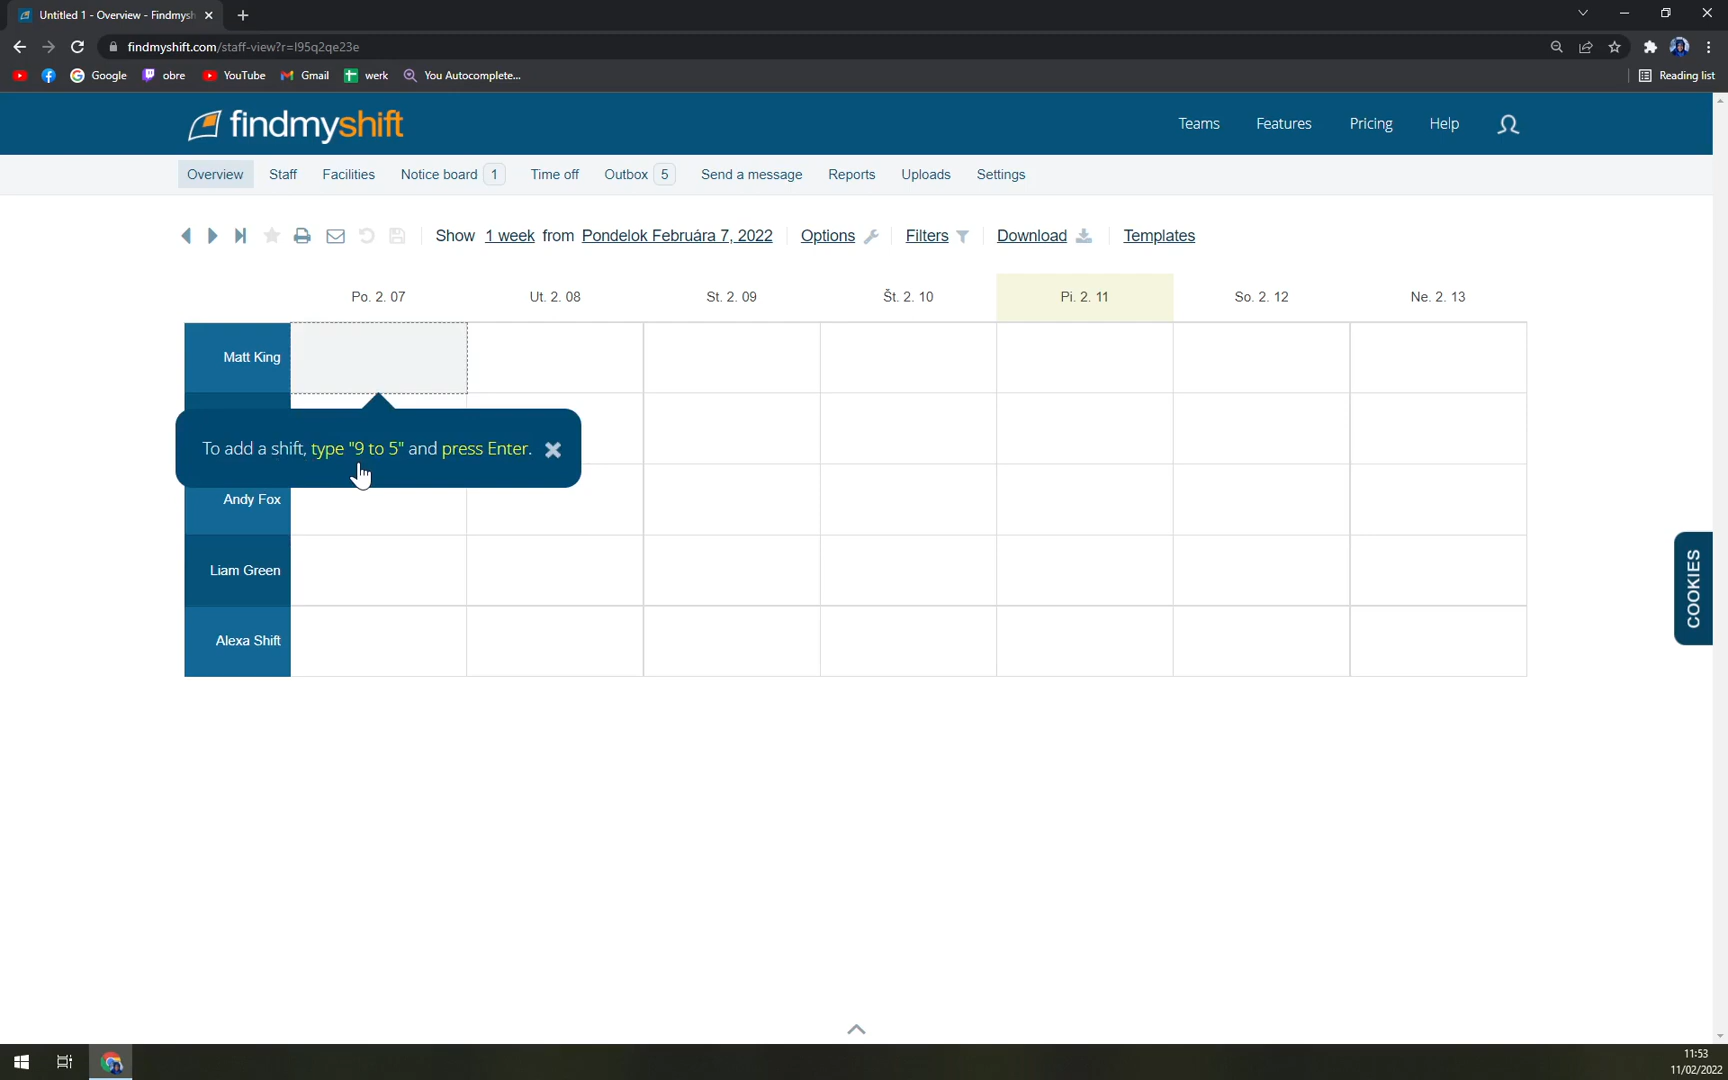 Untitled 1 - Overview - Findmysh
findmyshift.com/staff-view?r=l95q2qe23e
Google obre YouTube Gmail werk You Autocomplete... Reading list
findmyshift Teams Features Pricing Help
Overview Staff Facilities Notice board 1 Time off Outbox 5 Send a message Reports Uploads Settings
Show 1 week from Pondelok Februára 7, 2022 Options Filters Download Templates
Po. 2. 07 Ut. 2. 08 St. 2. 09 Št. 2. 10 Pi. 2. 11 So. 2. 12 Ne. 2. 13
Matt King
To add a shift, type "9 to 5" and press Enter.
Andy Fox
Liam Green
Alexa Shift
COOKIES
11:53
11/02/2022